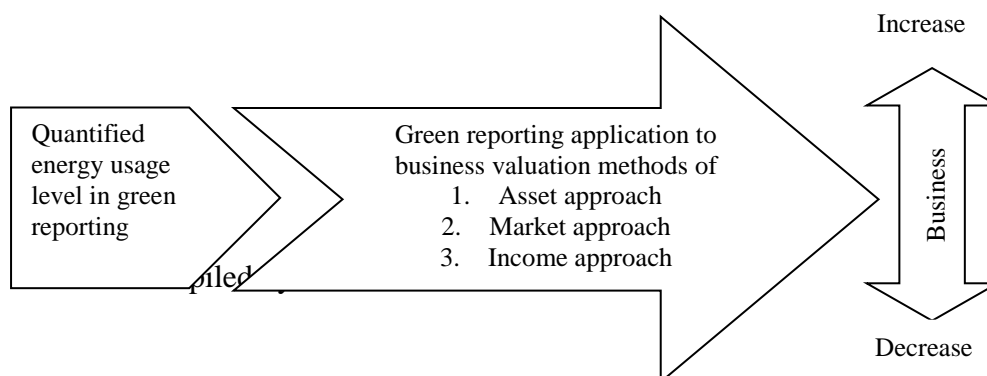 Increase
Quantified
energy usage
level in green
reporting
Green reporting application to
business valuation methods of
1. Asset approach
2. Market approach
3. Income approach
Business
Decrease